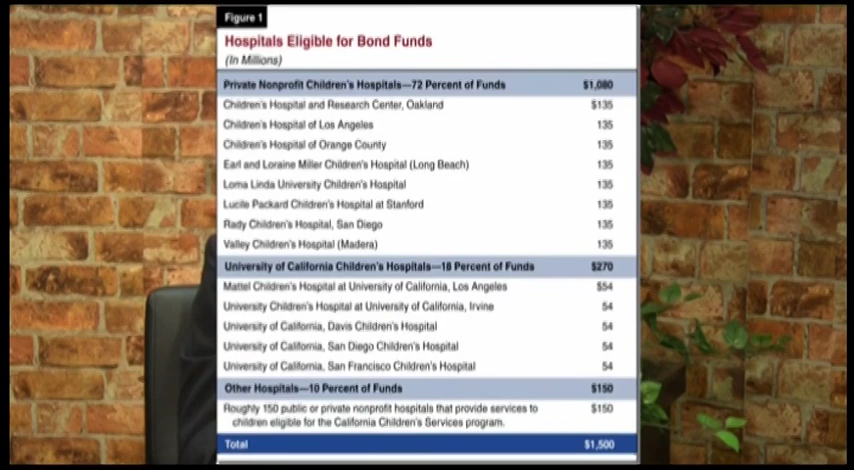 Figure 1
Hospitals Eligible for Bond Funds
(In Millions)
Private Nonprofit Children's Hospitals—72 Percent of Funds $1,080
Children's Hospital and Research Center, Oakland $135
Children's Hospital of Los Angeles 135
Children's Hospital of Orange County 135
Earl and Loraine Miller Children's Hospital (Long Beach) 135
Loma Linda University Children's Hospital 135
Lucile Packard Children's Hospital at Stanford 135
Rady Children's Hospital, San Diego 135
Valley Children's Hospital (Madera) 135
University of California Children's Hospitals—18 Percent of Funds $270
Mattel Children's Hospital at University of California, Los Angeles $54
University Children's Hospital at University of California, Irvine 54
University of California, Davis Children's Hospital 54
University of California, San Diego Children's Hospital 54
University of California, San Francisco Children's Hospital 54
Other Hospitals—10 Percent of Funds $150
Roughly 150 public or private nonprofit hospitals that provide services to $150
children eligible for the California Children's Services program.
Total $1,500